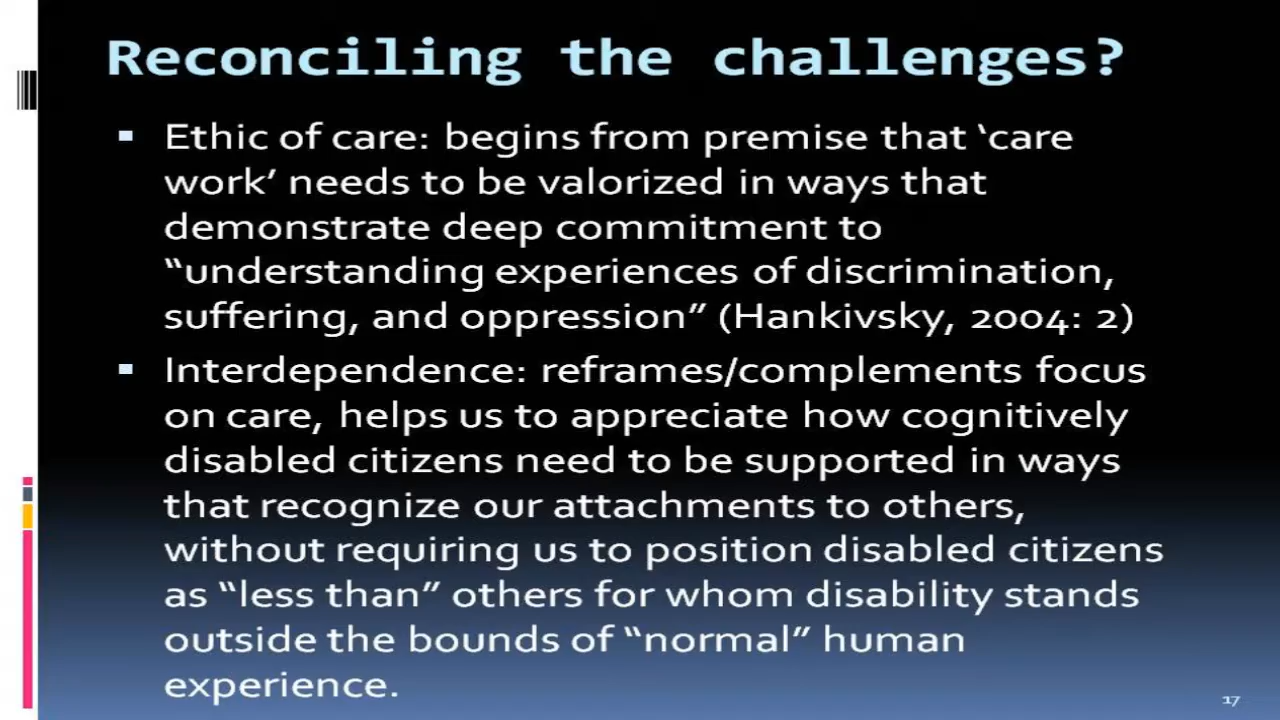 Reconciling the challenges?
Ethic of care: begins from premise that ‘care
work’ needs to be valorized in ways that
demonstrate deep commitment to
“understanding experiences of discrimination,
suffering, and oppression” (Hankivsky, 2004: 2)
Interdependence: reframes/complements focus
on care, helps us to appreciate how cognitively
disabled citizens need to be supported in ways
that recognize our attachments to others,
without requiring us to position disabled citizens
as “less than” others for whom disability stands
outside the bounds of “normal” human
experience.
17